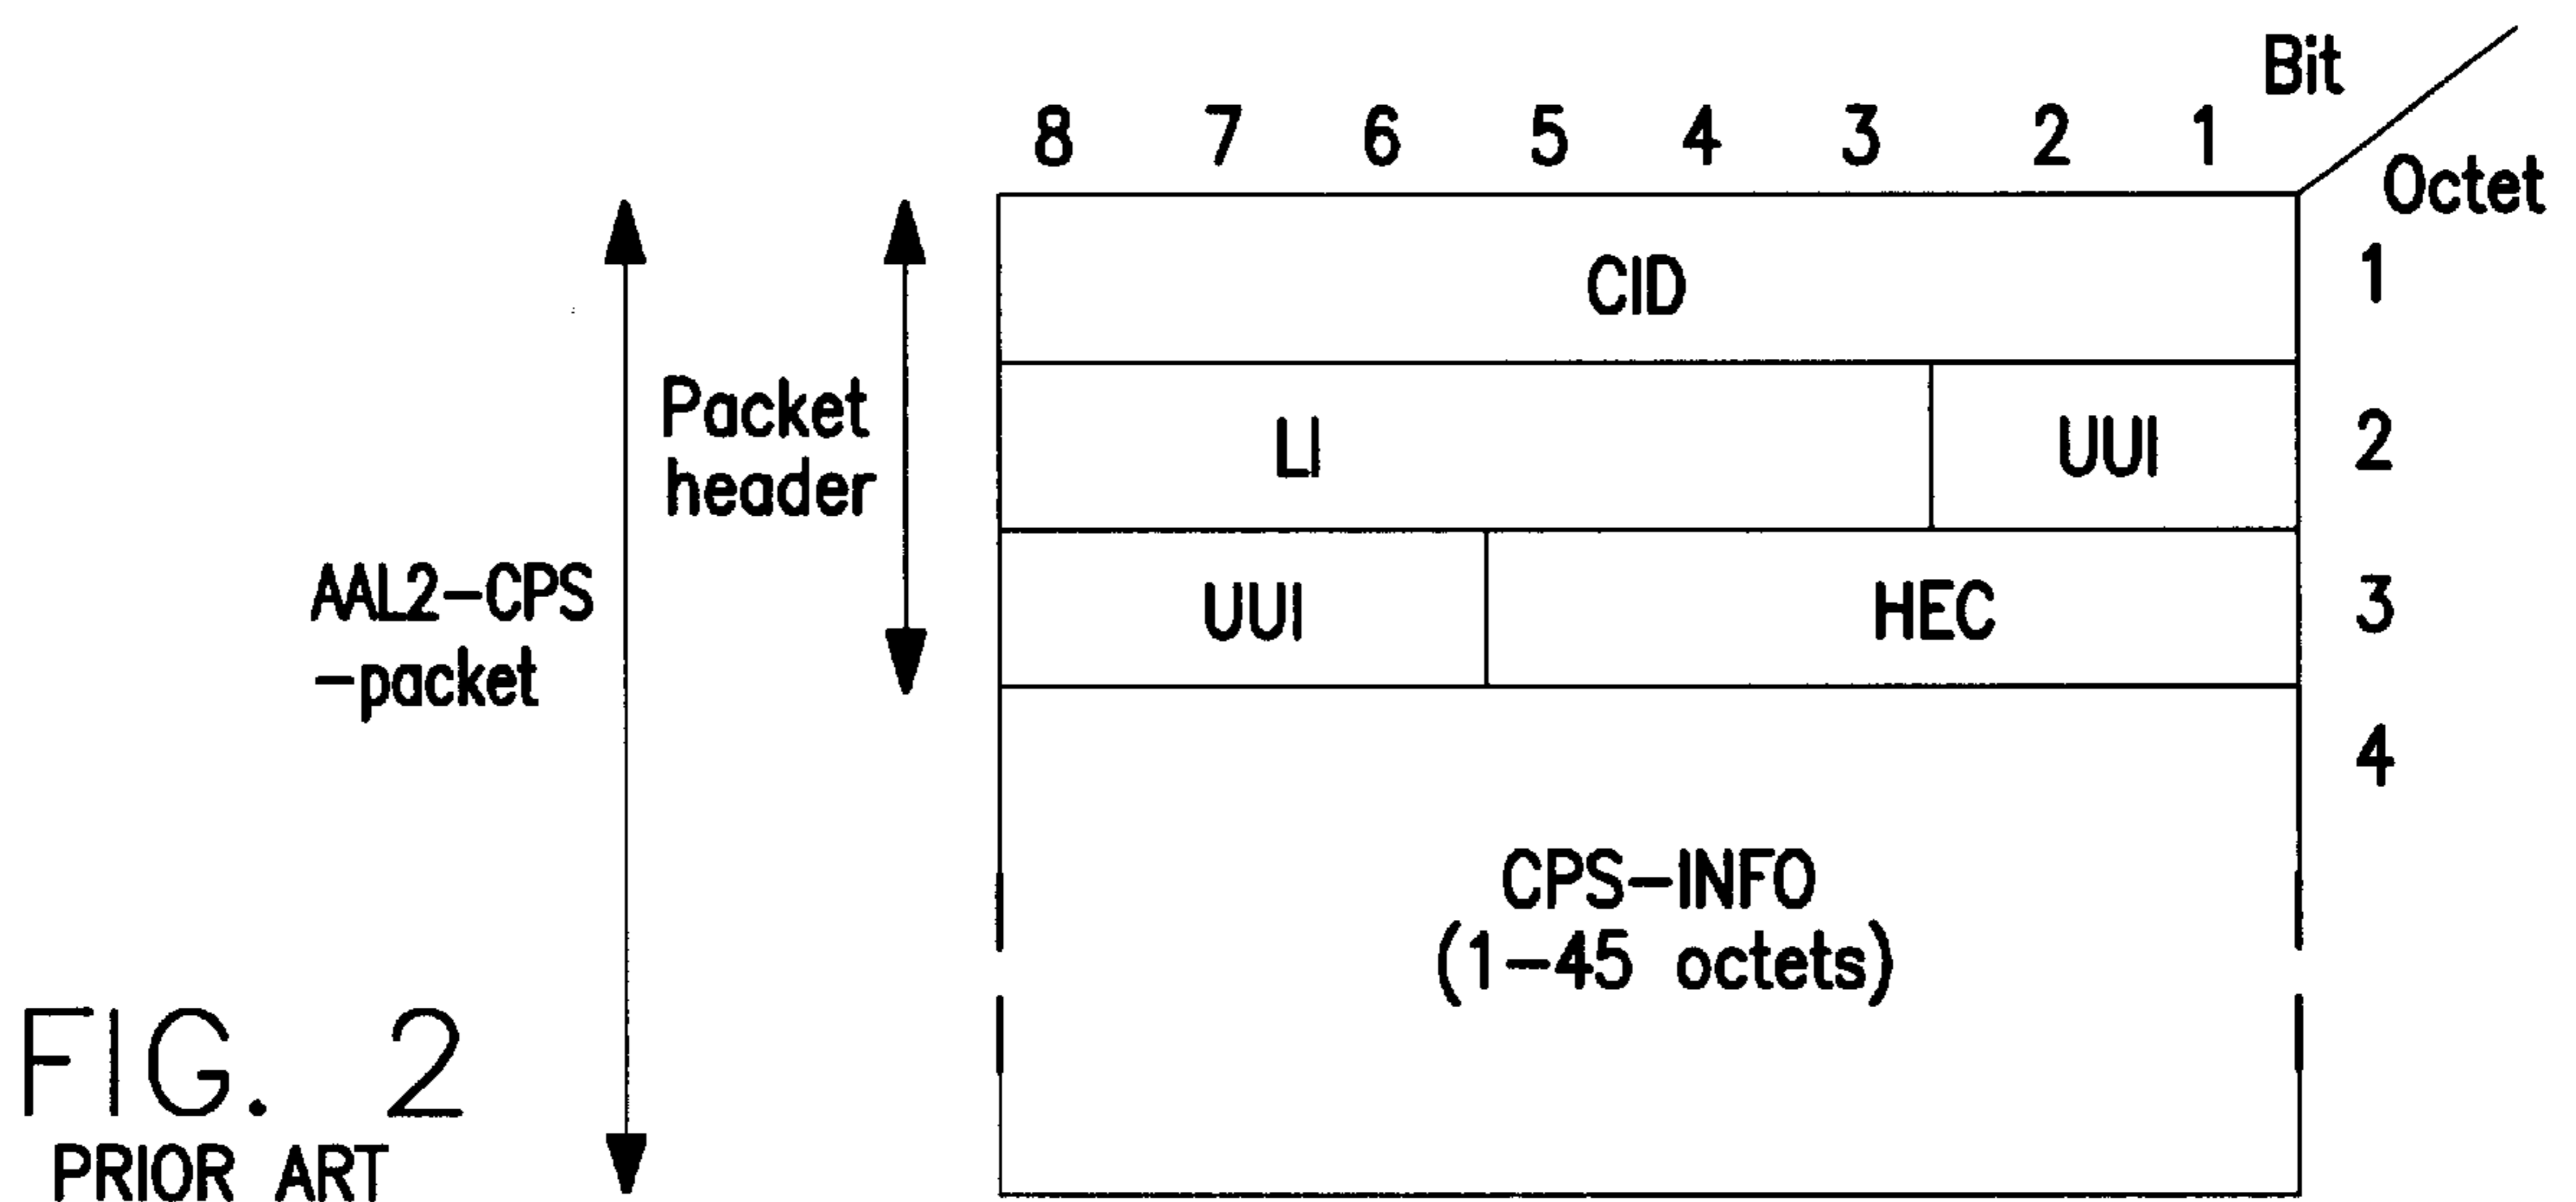 Bit
8 7 6 5 4 3 2 1
Octet
CID
1
Packet
header
LI
UUI
2
AAL2-CPS
-packet
UUI
HEC
3
4
CPS-INFO
(1-45 octets)
FIG. 2
PRIOR ART